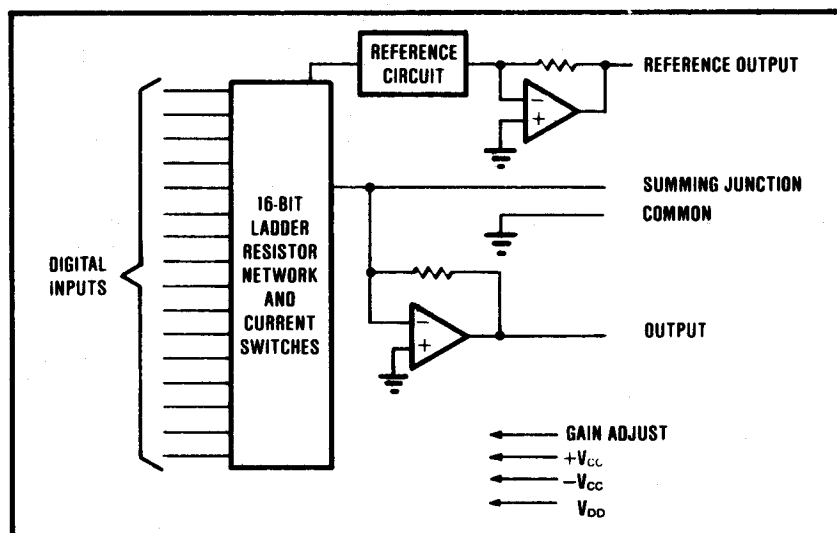 REFERENCE
CIRCUIT
REFERENCE OUTPUT
−
+
SUMMING JUNCTION
COMMON
16-BIT
LADDER
RESISTOR
NETWORK
AND
CURRENT
SWITCHES
DIGITAL
INPUTS
−
+
OUTPUT
GAIN ADJUST
+VCC
−VCC
VDD